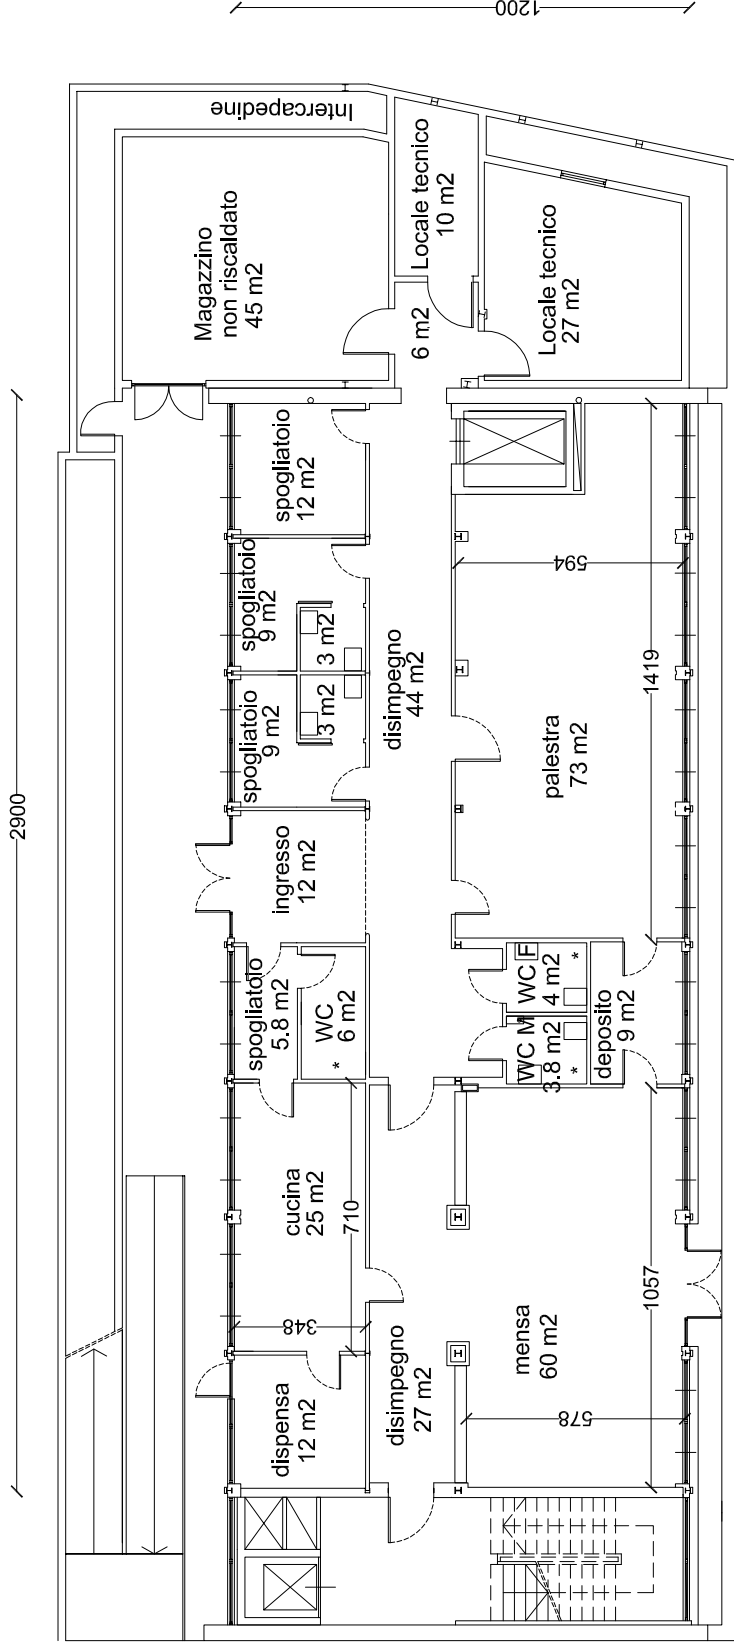 1200
Intercapedine
Magazzino
non riscaldato
45 m2
Locale tecnico
10 m2
Locale tecnico
27 m2
6 m2
2900
spogliatoio
12 m2
spogliatoio
9 m2
3 m2
spogliatoio
9 m2
3 m2
disimpegno
44 m2
594
1419
palestra
73 m2
ingresso
12 m2
spogliatoio
5.8 m2
WC
6 m2
*
WC F
4 m2
*
WC M
3.8 m2
*
deposito
9 m2
cucina
25 m2
710
348
dispensa
12 m2
disimpegno
27 m2
mensa
60 m2
1057
578